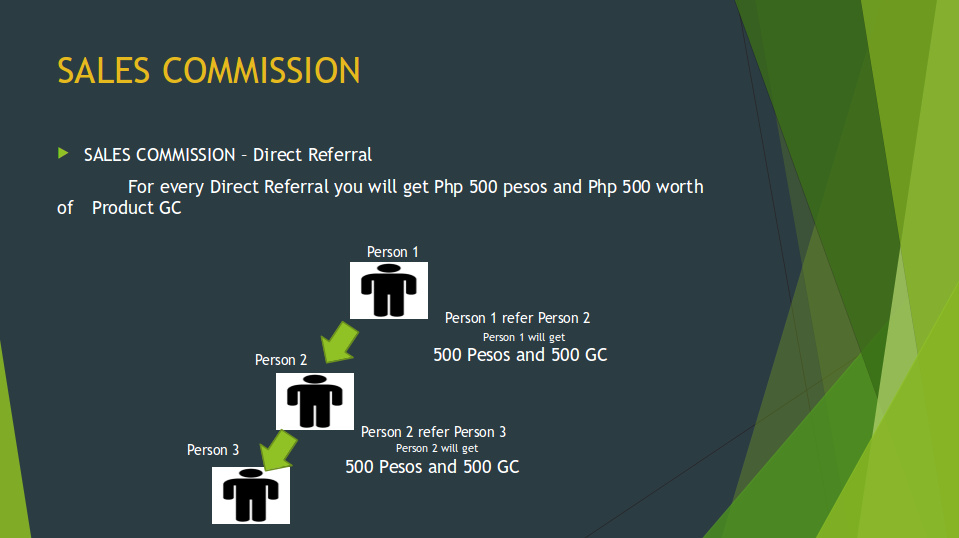 SALES COMMISSION
SALES COMMISSION – Direct Referral
For every Direct Referral you will get Php 500 pesos and Php 500 worth
of Product GC
Person 1
Person 1 refer Person 2
Person 1 will get
500 Pesos and 500 GC
Person 2
Person 2 refer Person 3
Person 2 will get
500 Pesos and 500 GC
Person 3